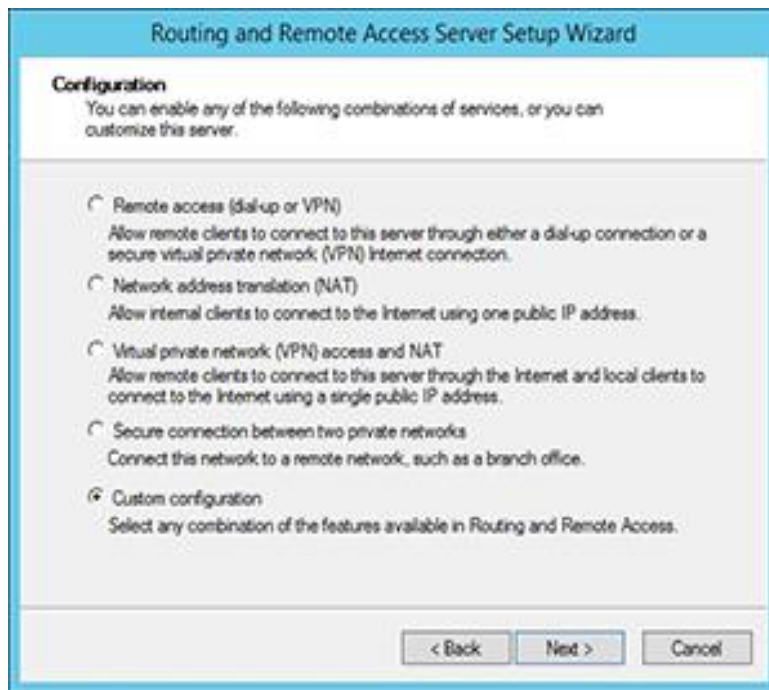 Routing and Remote Access Server Setup Wizard
Configuration
You can enable any of the following combinations of services, or you can
customize this server.
Remote access (dial-up or VPN)
Allow remote clients to connect to this server through either a dial-up connection or a
secure virtual private network (VPN) Internet connection.
Network address translation (NAT)
Allow internal clients to connect to the Internet using one public IP address.
Virtual private network (VPN) access and NAT
Allow remote clients to connect to this server through the Internet and local clients to
connect to the Internet using a single public IP address.
Secure connection between two private networks
Connect this network to a remote network, such as a branch office.
Custom configuration
Select any combination of the features available in Routing and Remote Access.
< Back
Next >
Cancel